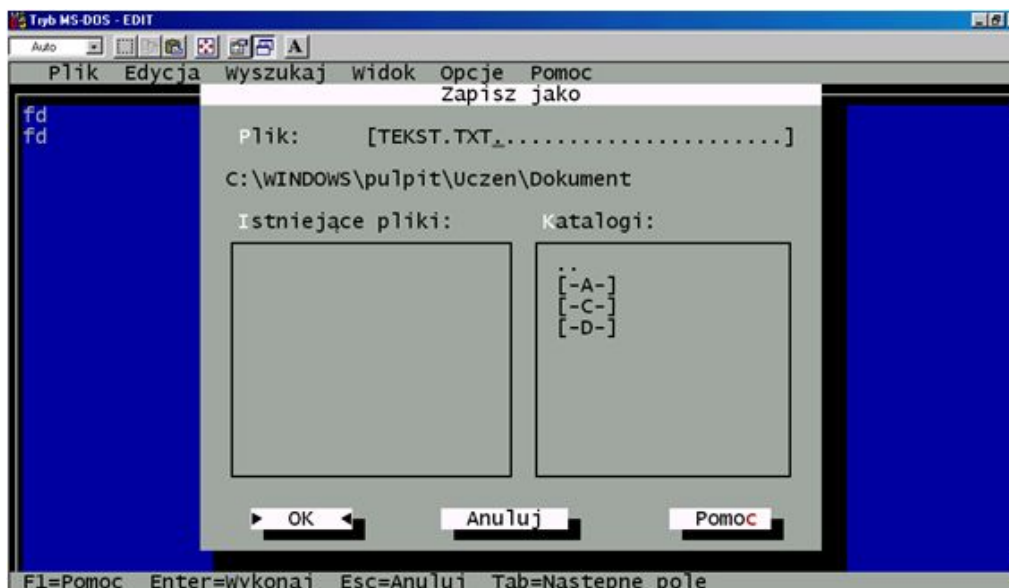 Tryb MS-DOS - EDIT
Auto A
Plik Edycja Wyszukaj Widok Opcje Pomoc
Zapisz jako
fd
fd
Plik: [TEKST.TXT.......................]
C:\WINDOWS\pulpit\Uczen\Dokument
Istniejące pliki: Katalogi:
..
[-A-]
[-C-]
[-D-]
► OK ◄ Anuluj Pomoc
F1=Pomoc Enter=Wykonaj Esc=Anuluj Tab=Następne pole